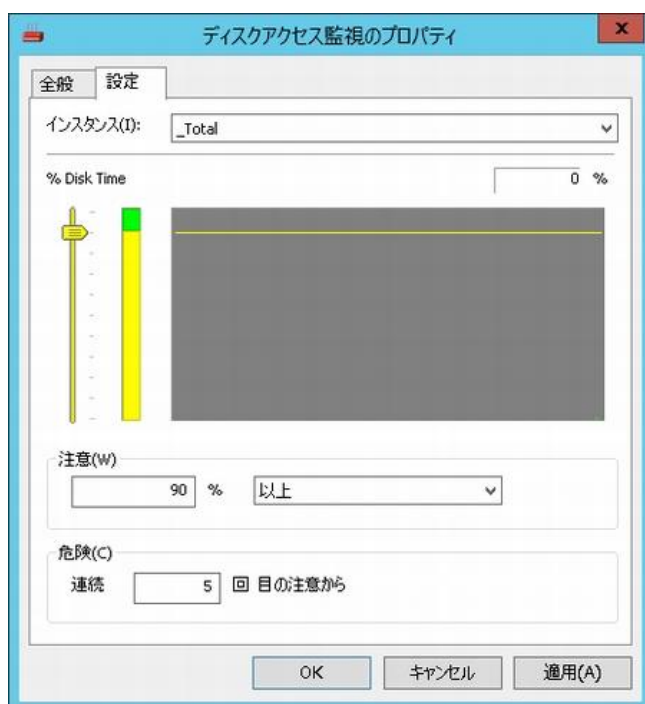 ディスクアクセス監視のプロパティ
x
全般 設定
インスタンス(I): _Total
% Disk Time 0 %
注意(W)
90 % 以上
危険(C)
連続 5 回 目の注意から
OK キャンセル 適用(A)